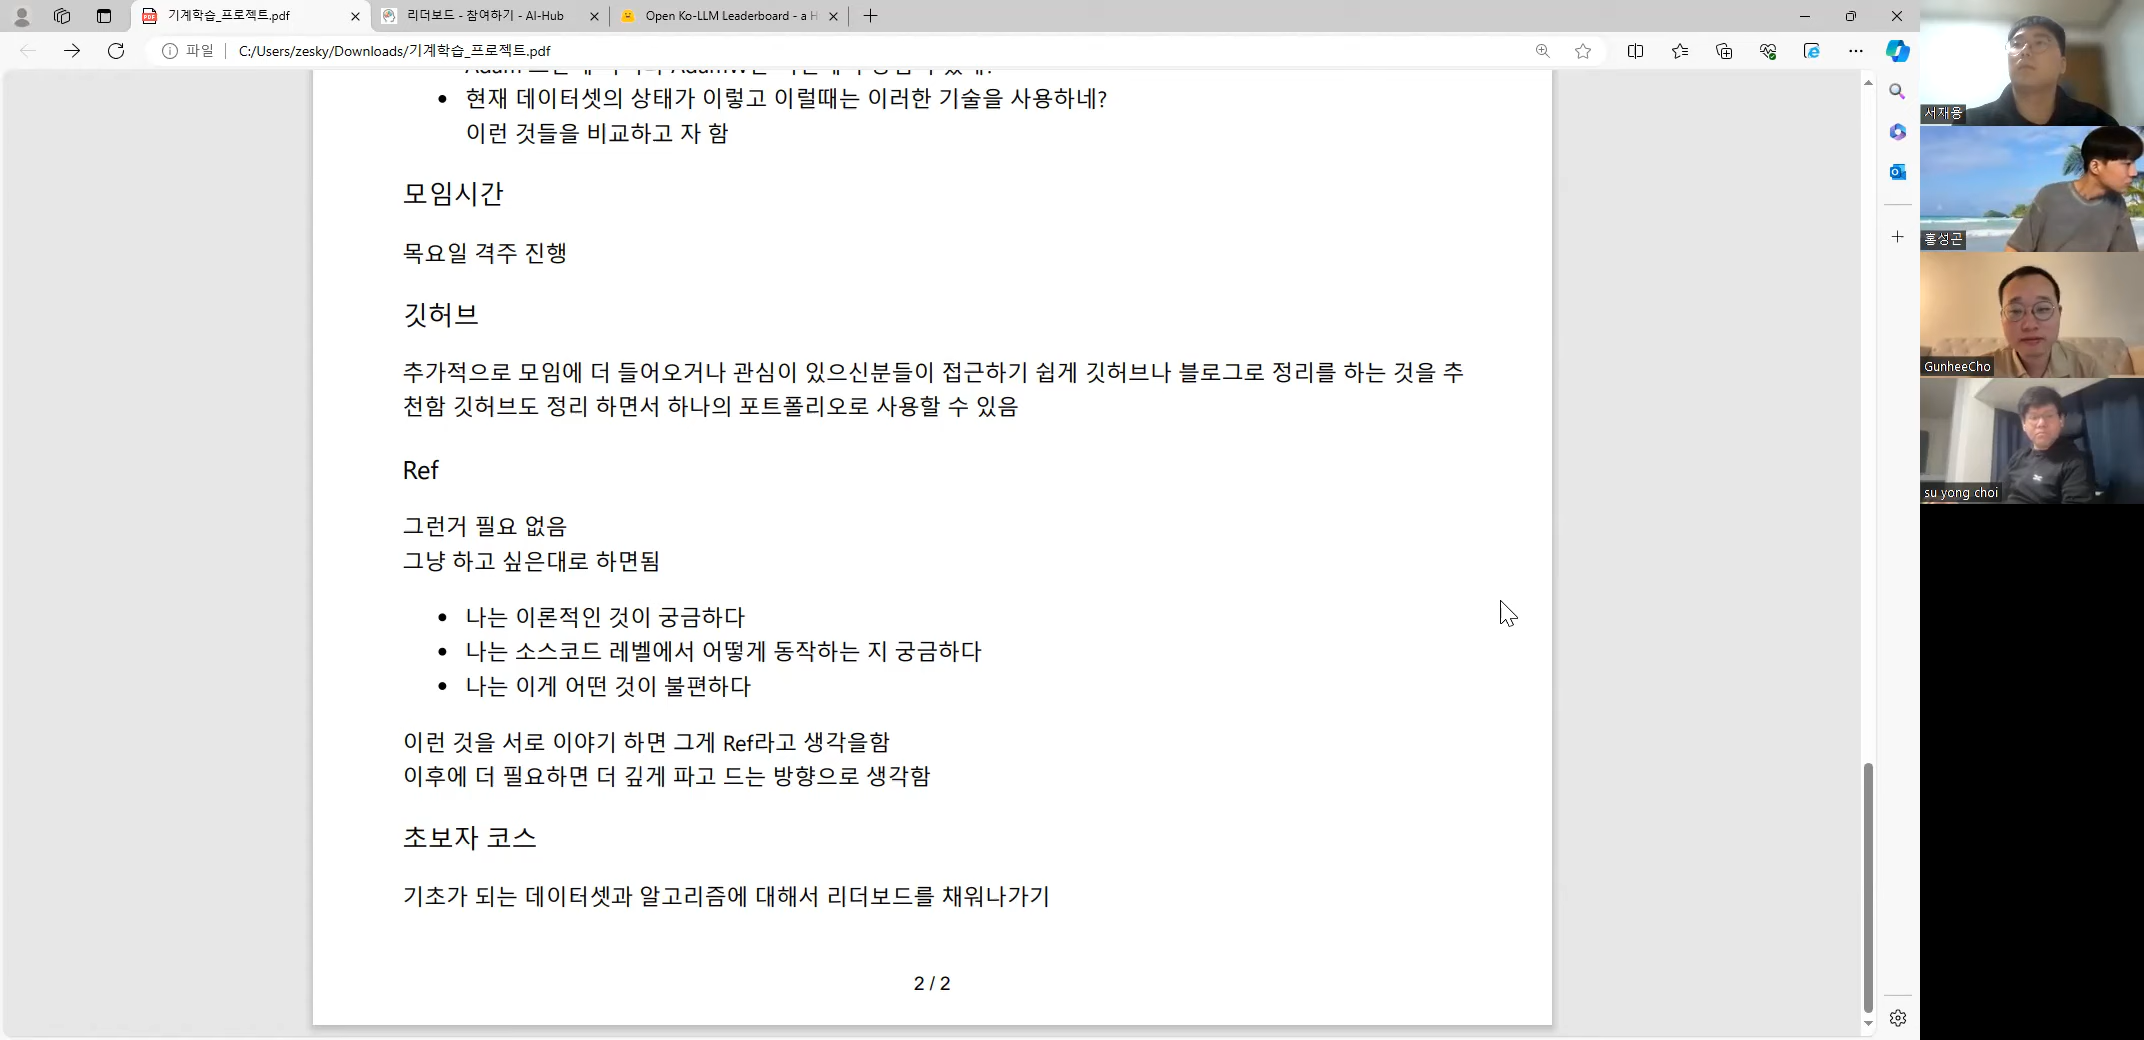 기계학습_프로젝트.pdf
리더보드 - 참여하기 - AI-Hub
Open Ko-LLM Leaderboard - a H
파일
C:/Users/zesky/Downloads/기계학습_프로젝트.pdf
현재 데이터셋의 상태가 이렇고 이럴때는 이러한 기술을 사용하네?
이런 것들을 비교하고 자 함
모임시간
목요일 격주 진행
깃허브
추가적으로 모임에 더 들어오거나 관심이 있으신분들이 접근하기 쉽게 깃허브나 블로그로 정리를 하는 것을 추
천함 깃허브도 정리 하면서 하나의 포트폴리오로 사용할 수 있음
Ref
그런거 필요 없음
그냥 하고 싶은대로 하면됨
나는 이론적인 것이 궁금하다
나는 소스코드 레벨에서 어떻게 동작하는 지 궁금하다
나는 이게 어떤 것이 불편하다
이런 것을 서로 이야기 하면 그게 Ref라고 생각을함
이후에 더 필요하면 더 깊게 파고 드는 방향으로 생각함
초보자 코스
기초가 되는 데이터셋과 알고리즘에 대해서 리더보드를 채워나가기
2 / 2
서재용
홍성곤
GunheeCho
su yong choi